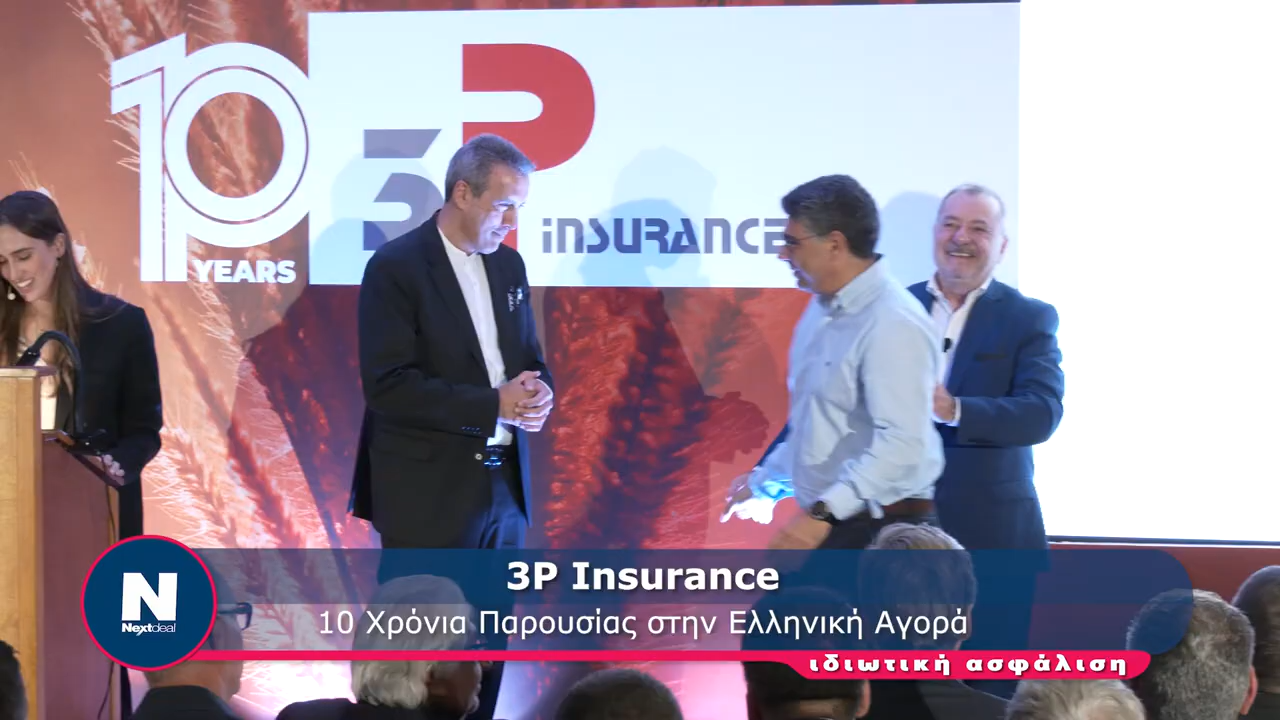 10
YEARS
3P
iNSURANCE
3P Insurance
10 Χρόνια Παρουσίας στην Ελληνική Αγορά
N
Nextdeal
ιδιωτική ασφάλιση